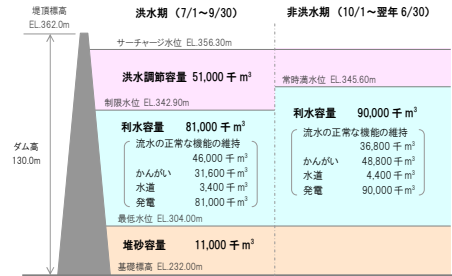 堤頂標高
EL.362.0m
洪水期（7/1～9/30）
非洪水期（10/1～翌年 6/30）
サーチャージ水位 EL.356.30m
洪水調節容量 51,000 千 m³
常時満水位 EL.345.60m
制限水位 EL.342.90m
利水容量 81,000 千 m³
流水の正常な機能の維持
46,000 千 m³
かんがい 31,600 千 m³
水道 3,400 千 m³
発電 81,000 千 m³
利水容量 90,000 千 m³
流水の正常な機能の維持
36,800 千 m³
かんがい 48,800 千 m³
水道 4,400 千 m³
発電 90,000 千 m³
ダム高
130.0m
最低水位 EL.304.00m
堆砂容量 11,000 千 m³
基礎標高 EL.232.00m